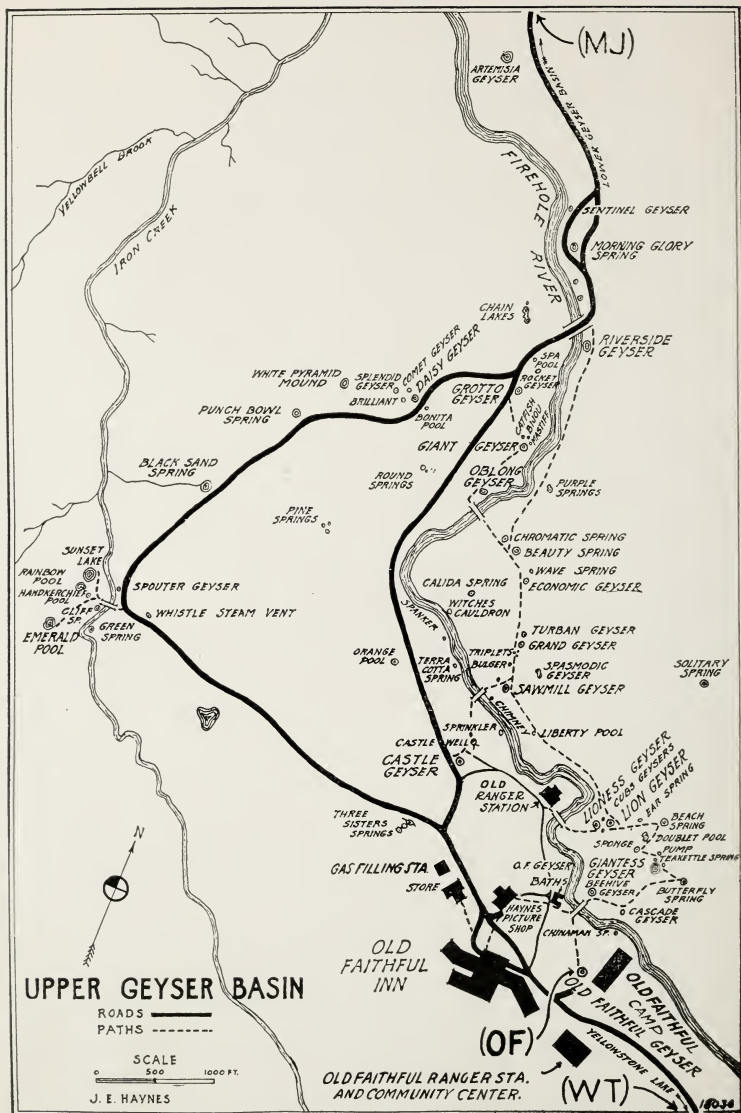 (MJ)
ARTEMISIA
GEYSER
LOWER GEYSER BASIN
YELLOWBELL BROOK
IRON CREEK
FIREHOLE
RIVER
SENTINEL GEYSER
MORNING GLORY
SPRING
CHAIN
LAKES
RIVERSIDE
GEYSER
SPA
POOL
ROCKET
GEYSER
GROTTO
GEYSER
WHITE PYRAMID
MOUND
SPLENDID
GEYSER
COMET GEYSER
DAISY GEYSER
BRILLIANT
BONITA
POOL
PUNCH BOWL
SPRING
CATFISH
BIJOU
MASTIFF
GIANT GEYSER
BLACK SAND
SPRING
ROUND
SPRINGS
OBLONG
GEYSER
PURPLE
SPRINGS
PINE
SPRINGS
CHROMATIC SPRING
BEAUTY SPRING
SUNSET
LAKE
RAINBOW
POOL
HANDKERCHIEF
POOL
CLIFF
SP.
EMERALD
POOL
GREEN
SPRING
SPOUTER GEYSER
WHISTLE STEAM VENT
WAVE SPRING
ECONOMIC GEYSER
CALIDA SPRING
WITCHES
CAULDRON
SPANKER
TURBAN GEYSER
GRAND GEYSER
ORANGE
POOL
TERRA
COTTA
SPRING
TRIPLETS
BULGER
SPASMODIC
GEYSER
SAWMILL GEYSER
SOLITARY
SPRING
CHIMNEY
SPRINKLER
LIBERTY POOL
CASTLE WELL
CASTLE
GEYSER
OLD
RANGER
STATION
LIONESS GEYSER
CUBS GEYSERS
LION GEYSER
EAR SPRING
BEACH
SPRING
DOUBLET POOL
SPONGE
PUMP
TEAKETTLE SPRING
GIANTESS
GEYSER
BEEHIVE
GEYSER
BUTTERFLY
SPRING
CASCADE
GEYSER
THREE
SISTERS
SPRINGS
GAS FILLING STA.
STORE
O.F. GEYSER
BATHS
HAYNES
PICTURE
SHOP
CHINAMAN SP.
N
OLD
FAITHFUL
INN
OLD FAITHFUL
CAMP
OLD FAITHFUL GEYSER
(OF)
UPPER GEYSER BASIN
ROADS
PATHS
SCALE
0 500 1000 FT.
J. E. HAYNES
OLD FAITHFUL RANGER STA.
AND COMMUNITY CENTER.
(WT)
YELLOWSTONE LAKE
18034